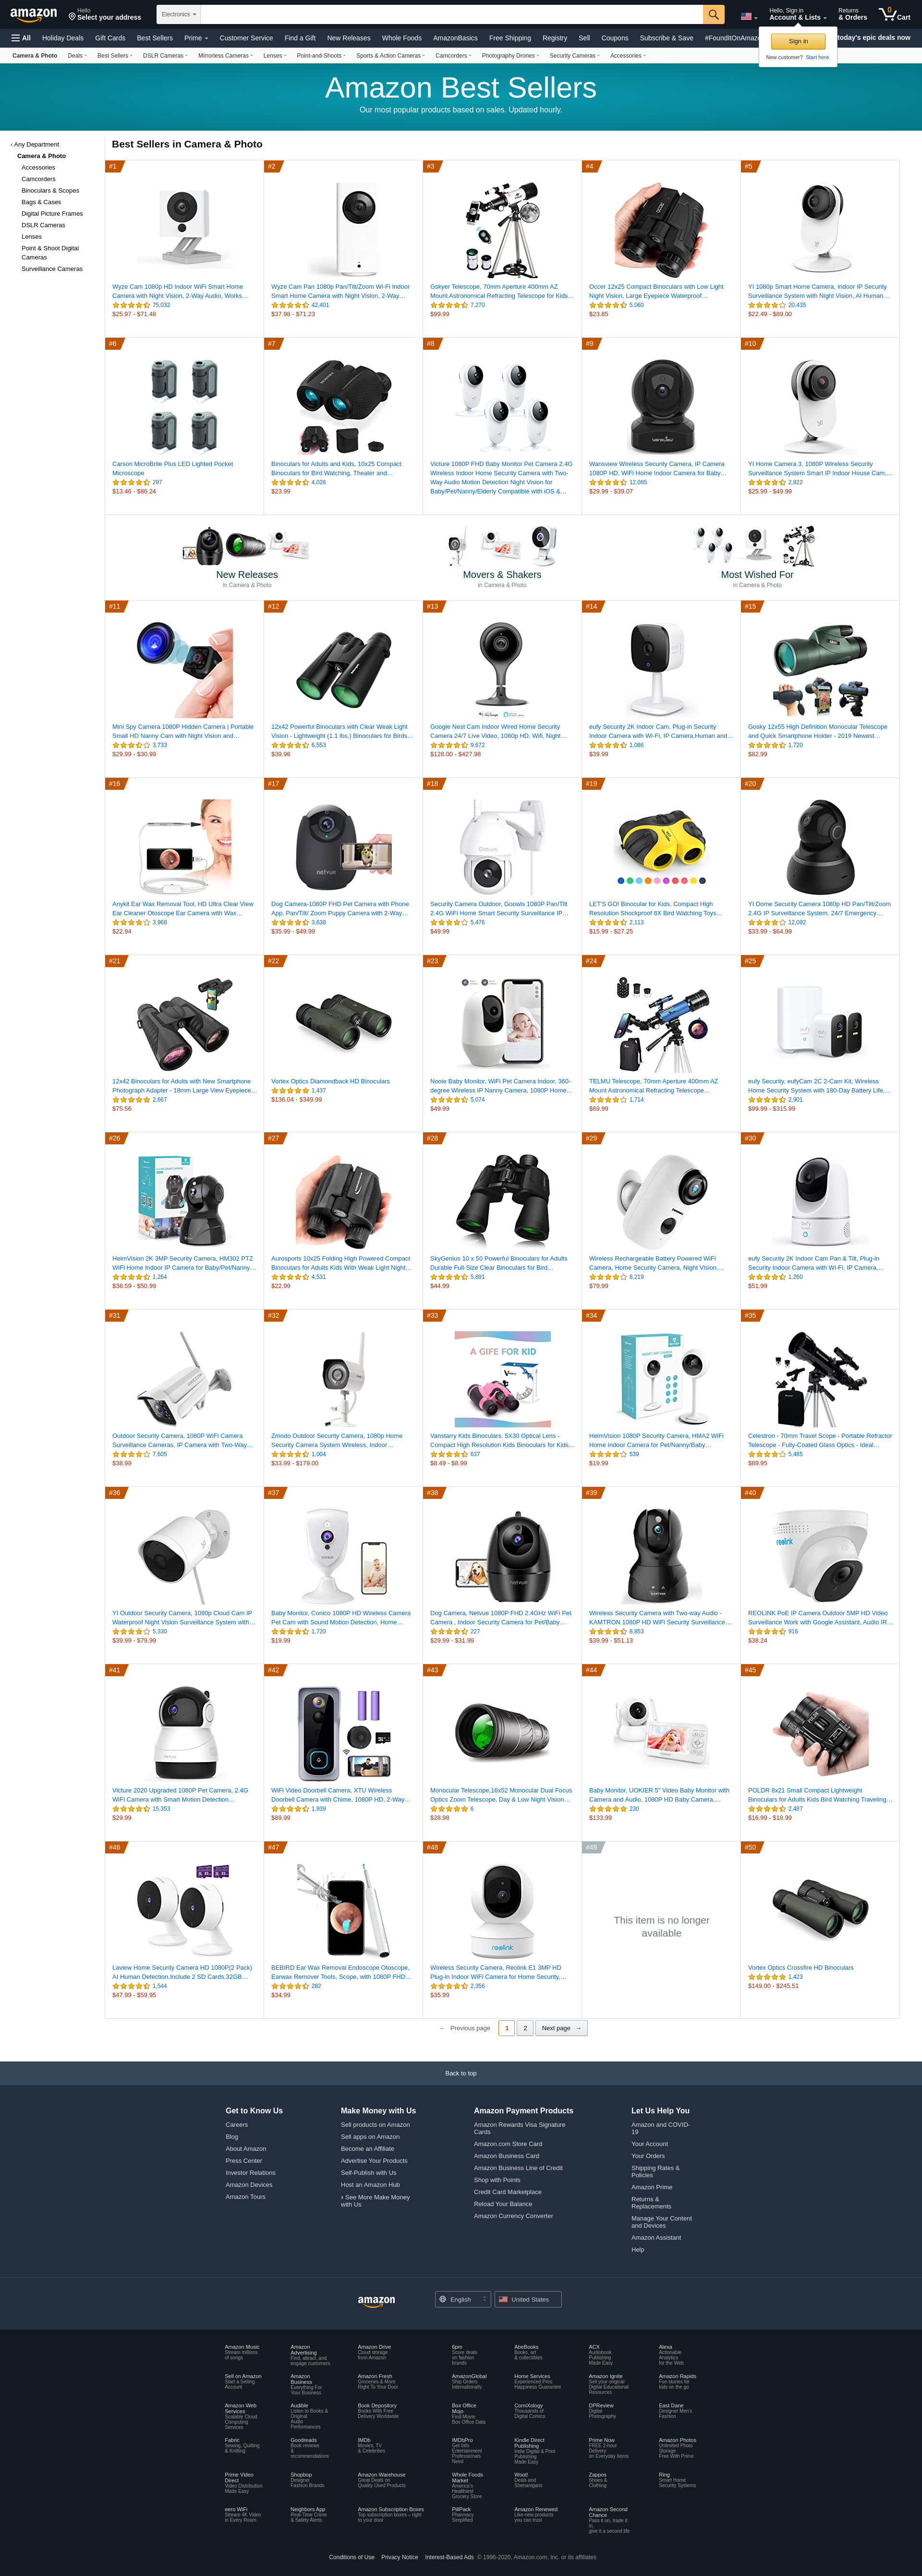 amazon
Hello
Select your address
Electronics
Hello, Sign in
Account & Lists
Returns
& Orders
0
Cart
All
Holiday Deals
Gift Cards
Best Sellers
Prime
Customer Service
Find a Gift
New Releases
Whole Foods
AmazonBasics
Free Shipping
Registry
Sell
Coupons
Subscribe & Save
#FoundItOnAmazon
today's epic deals now
Sign in
New customer? Start here.
Camera & Photo
Deals
Best Sellers
DSLR Cameras
Mirrorless Cameras
Lenses
Point-and-Shoots
Sports & Action Cameras
Camcorders
Photography Drones
Security Cameras
Accessories
Amazon Best Sellers
Our most popular products based on sales. Updated hourly.
‹ Any Department
Camera & Photo
Accessories
Camcorders
Binoculars & Scopes
Bags & Cases
Digital Picture Frames
DSLR Cameras
Lenses
Point & Shoot Digital
Cameras
Surveillance Cameras
Best Sellers in Camera & Photo
#1
Wyze Cam 1080p HD Indoor WiFi Smart Home
Camera with Night Vision, 2-Way Audio, Works…
75,032
$25.97 - $71.48
#2
Wyze Cam Pan 1080p Pan/Tilt/Zoom Wi-Fi Indoor
Smart Home Camera with Night Vision, 2-Way…
42,401
$37.98 - $71.23
#3
Gskyer Telescope, 70mm Aperture 400mm AZ
Mount Astronomical Refracting Telescope for Kids…
7,270
$99.99
#4
Occer 12x25 Compact Binoculars with Low Light
Night Vision, Large Eyepiece Waterproof…
5,060
$23.85
#5
YI 1080p Smart Home Camera, Indoor IP Security
Surveillance System with Night Vision, AI Human…
20,435
$22.49 - $89.00
#6
Carson MicroBrite Plus LED Lighted Pocket
Microscope
297
$13.46 - $86.24
#7
Binoculars for Adults and Kids, 10x25 Compact
Binoculars for Bird Watching, Theater and…
4,026
$23.99
#8
Victure 1080P FHD Baby Monitor Pet Camera 2.4G
Wireless Indoor Home Security Camera with Two-
Way Audio Motion Detection Night Vision for
Baby/Pet/Nanny/Elderly Compatible with iOS &…
#9
Wansview Wireless Security Camera, IP Camera
1080P HD, WiFi Home Indoor Camera for Baby…
12,085
$29.99 - $39.07
#10
YI Home Camera 3, 1080P Wireless Security
Surveillance System Smart IP Indoor House Cam,…
2,822
$25.99 - $49.99
New Releases
in Camera & Photo
Movers & Shakers
in Camera & Photo
Most Wished For
in Camera & Photo
#11
Mini Spy Camera 1080P Hidden Camera | Portable
Small HD Nanny Cam with Night Vision and…
3,733
$29.99 - $30.99
#12
12x42 Powerful Binoculars with Clear Weak Light
Vision - Lightweight (1.1 lbs.) Binoculars for Birds…
6,553
$39.96
#13
Google Nest Cam Indoor Wired Home Security
Camera 24/7 Live Video, 1080p HD, Wifi, Night…
9,672
$128.00 - $427.98
#14
eufy Security 2K Indoor Cam, Plug-in Security
Indoor Camera with Wi-Fi, IP Camera,Human and…
1,086
$39.99
#15
Gosky 12x55 High Definition Monocular Telescope
and Quick Smartphone Holder - 2019 Newest…
1,720
$82.99
#16
Anykit Ear Wax Removal Tool, HD Ultra Clear View
Ear Cleaner Otoscope Ear Camera with Wax…
3,968
$22.94
#17
netvue
Dog Camera-1080P FHD Pet Camera with Phone
App, Pan/Tilt/ Zoom Puppy Camera with 2-Way…
3,638
$35.99 - $49.99
#18
Security Camera Outdoor, Goowls 1080P Pan/Tilt
2.4G WiFi Home Smart Security Surveillance IP…
5,476
$49.99
#19
LET'S GO! Binocular for Kids, Compact High
Resolution Shockproof 8X Bird Watching Toys…
2,113
$15.99 - $27.25
#20
YI Dome Security Camera 1080p HD Pan/Tilt/Zoom
2.4G IP Surveillance System, 24/7 Emergency…
12,092
$33.99 - $64.99
#21
12x42 Binoculars for Adults with New Smartphone
Photograph Adapter - 18mm Large View Eyepiece…
2,667
$75.56
#22
Vortex Optics Diamondback HD Binoculars
1,437
$136.04 - $349.99
#23
Nooie Baby Monitor, WiFi Pet Camera Indoor, 360-
degree Wireless IP Nanny Camera, 1080P Home…
5,074
$49.99
#24
TELMU Telescope, 70mm Aperture 400mm AZ
Mount Astronomical Refracting Telescope…
1,714
$69.99
#25
eufy Security, eufyCam 2C 2-Cam Kit, Wireless
Home Security System with 180-Day Battery Life,…
2,901
$99.99 - $315.99
#26
HeimVision 2K 3MP Security Camera, HM302 PTZ
WiFi Home Indoor IP Camera for Baby/Pet/Nanny…
1,264
$38.59 - $50.99
#27
Aurosports 10x25 Folding High Powered Compact
Binoculars for Adults Kids With Weak Light Night…
4,531
$22.99
#28
SkyGenius 10 x 50 Powerful Binoculars for Adults
Durable Full-Size Clear Binoculars for Bird…
5,891
$44.99
#29
Wireless Rechargeable Battery Powered WiFi
Camera, Home Security Camera, Night Vision,…
8,219
$79.99
#30
eufy Security 2K Indoor Cam Pan & Tilt, Plug-in
Security Indoor Camera with Wi-Fi, IP Camera,…
1,260
$51.99
#31
Outdoor Security Camera, 1080P WiFi Camera
Surveillance Cameras, IP Camera with Two-Way…
7,605
$38.99
#32
Zmodo Outdoor Security Camera, 1080p Home
Security Camera System Wireless, Indoor…
1,004
$33.99 - $179.00
#33
A GIFE FOR KID
Vanstarry Kids Binoculars, 5X30 Optical Lens -
Compact High Resolution Kids Binoculars for Kids…
637
$8.49 - $8.99
#34
HeimVision 1080P Security Camera, HMA2 WiFi
Home Indoor Camera for Pet/Nanny/Baby…
539
$19.99
#35
Celestron - 70mm Travel Scope - Portable Refractor
Telescope - Fully-Coated Glass Optics - Ideal…
5,485
$89.95
#36
YI Outdoor Security Camera, 1080p Cloud Cam IP
Waterproof Night Vision Surveillance System with…
5,330
$39.99 - $79.99
#37
Baby Monitor, Conico 1080P HD Wireless Camera
Pet Cam with Sound Motion Detection, Home…
1,720
$19.99
#38
netvue
Dog Camera, Netvue 1080P FHD 2.4GHz WiFi Pet
Camera , Indoor Security Camera for Pet/Baby…
227
$29.99 - $31.99
#39
Wireless Security Camera with Two-way Audio -
KAMTRON 1080P HD WiFi Security Surveillance…
8,853
$39.99 - $51.13
#40
reolink
REOLINK PoE IP Camera Outdoor 5MP HD Video
Surveillance Work with Google Assistant, Audio IR…
916
$38.24
#41
Victure 2020 Upgraded 1080P Pet Camera, 2.4G
WiFi Camera with Smart Motion Detection…
15,353
$29.99
#42
WiFi Video Doorbell Camera, XTU Wireless
Doorbell Camera with Chime, 1080P HD, 2-Way…
1,939
$89.99
#43
Monocular Telescope,16x52 Monocular Dual Focus
Optics Zoom Telescope, Day & Low Night Vision…
6
$28.98
#44
Baby Monitor, UOKIER 5" Video Baby Monitor with
Camera and Audio, 1080P HD Baby Camera,…
230
$133.99
#45
POLDR 8x21 Small Compact Lightweight
Binoculars for Adults Kids Bird Watching Traveling…
2,487
$16.99 - $18.99
#46
Laview Home Security Camera HD 1080P(2 Pack)
AI Human Detection,Include 2 SD Cards,32GB…
1,544
$47.99 - $59.95
#47
BEBIRD Ear Wax Removal Endoscope Otoscope,
Earwax Remover Tools, Scope, with 1080P FHD…
282
$34.99
#48
reolink
Wireless Security Camera, Reolink E1 3MP HD
Plug-in Indoor WiFi Camera for Home Security,…
2,356
$35.99
#49
This item is no longer
available
#50
Vortex Optics Crossfire HD Binoculars
1,423
$149.00 - $245.51
← Previous page
1
2
Next page →
Back to top
Get to Know Us
Careers
Blog
About Amazon
Press Center
Investor Relations
Amazon Devices
Amazon Tours
Make Money with Us
Sell products on Amazon
Sell apps on Amazon
Become an Affiliate
Advertise Your Products
Self-Publish with Us
Host an Amazon Hub
› See More Make Money
with Us
Amazon Payment Products
Amazon Rewards Visa Signature
Cards
Amazon.com Store Card
Amazon Business Card
Amazon Business Line of Credit
Shop with Points
Credit Card Marketplace
Reload Your Balance
Amazon Currency Converter
Let Us Help You
Amazon and COVID-
19
Your Account
Your Orders
Shipping Rates &
Policies
Amazon Prime
Returns &
Replacements
Manage Your Content
and Devices
Amazon Assistant
Help
amazon
English
United States
Amazon Music
Stream millions
of songs
Amazon
Advertising
Find, attract, and
engage customers
Amazon Drive
Cloud storage
from Amazon
6pm
Score deals
on fashion
brands
AbeBooks
Books, art
& collectibles
ACX
Audiobook
Publishing
Made Easy
Alexa
Actionable
Analytics
for the Web
Sell on Amazon
Start a Selling
Account
Amazon
Business
Everything For
Your Business
Amazon Fresh
Groceries & More
Right To Your Door
AmazonGlobal
Ship Orders
Internationally
Home Services
Experienced Pros
Happiness Guarantee
Amazon Ignite
Sell your original
Digital Educational
Resources
Amazon Rapids
Fun stories for
kids on the go
Amazon Web
Services
Scalable Cloud
Computing
Services
Audible
Listen to Books &
Original
Audio
Performances
Book Depository
Books With Free
Delivery Worldwide
Box Office
Mojo
Find Movie
Box Office Data
ComiXology
Thousands of
Digital Comics
DPReview
Digital
Photography
East Dane
Designer Men's
Fashion
Fabric
Sewing, Quilting
& Knitting
Goodreads
Book reviews
&
recommendations
IMDb
Movies, TV
& Celebrities
IMDbPro
Get Info
Entertainment
Professionals
Need
Kindle Direct
Publishing
Indie Digital & Print
Publishing
Made Easy
Prime Now
FREE 2-hour
Delivery
on Everyday Items
Amazon Photos
Unlimited Photo
Storage
Free With Prime
Prime Video
Direct
Video Distribution
Made Easy
Shopbop
Designer
Fashion Brands
Amazon Warehouse
Great Deals on
Quality Used Products
Whole Foods
Market
America's
Healthiest
Grocery Store
Woot!
Deals and
Shenanigans
Zappos
Shoes &
Clothing
Ring
Smart Home
Security Systems
eero WiFi
Stream 4K Video
in Every Room
Neighbors App
Real-Time Crime
& Safety Alerts
Amazon Subscription Boxes
Top subscription boxes – right
to your door
PillPack
Pharmacy
Simplified
Amazon Renewed
Like-new products
you can trust
Amazon Second
Chance
Pass it on, trade it
in,
give it a second life
Conditions of Use
Privacy Notice
Interest-Based Ads
© 1996-2020, Amazon.com, Inc. or its affiliates